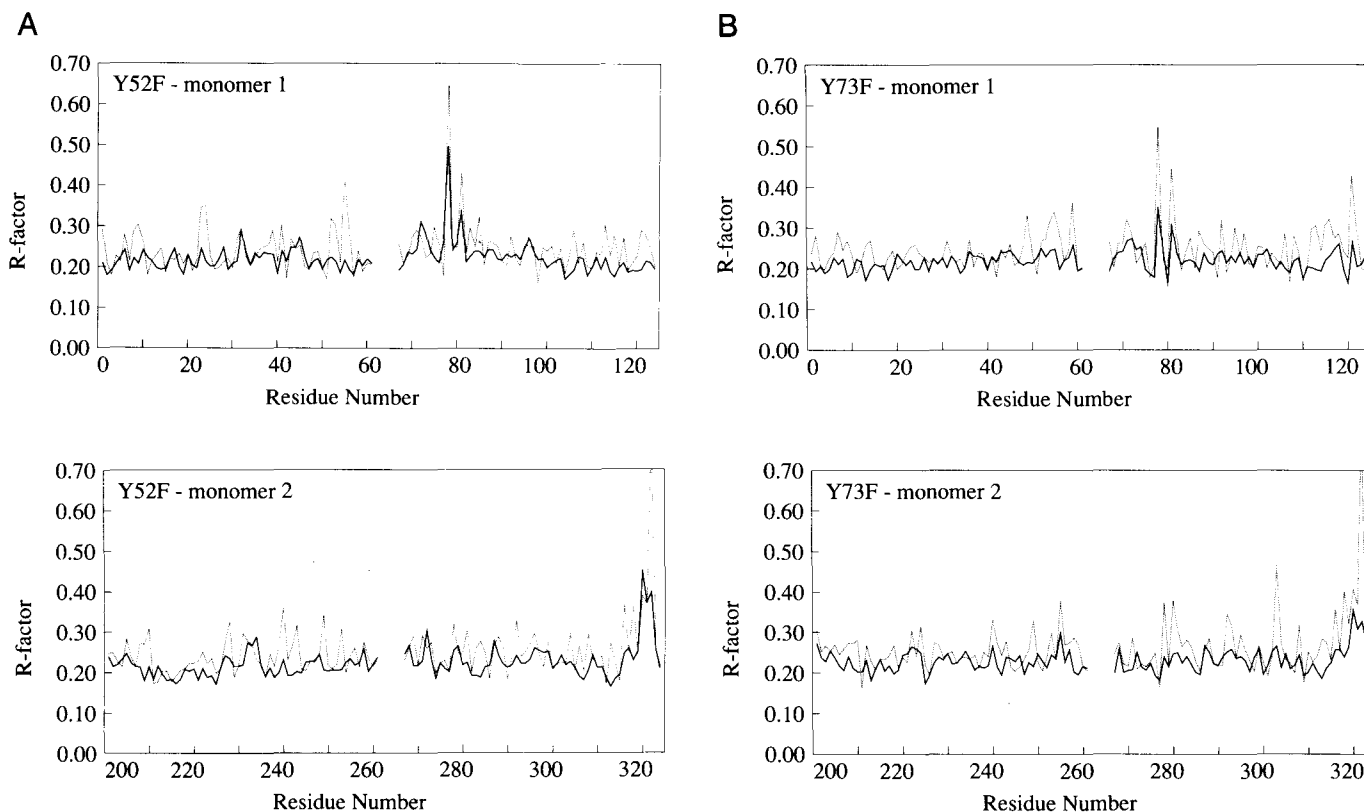 A
0.70
0.60
0.50
0.40
0.30
0.20
0.10
0.00
R-factor
Y52F - monomer 1
0 20 40 60 80 100 120
Residue Number
B
0.70
0.60
0.50
0.40
0.30
0.20
0.10
0.00
R-factor
Y73F - monomer 1
0 20 40 60 80 100 120
Residue Number
0.70
0.60
0.50
0.40
0.30
0.20
0.10
0.00
R-factor
Y52F - monomer 2
200 220 240 260 280 300 320
Residue Number
0.70
0.60
0.50
0.40
0.30
0.20
0.10
0.00
R-factor
Y73F - monomer 2
200 220 240 260 280 300 320
Residue Number